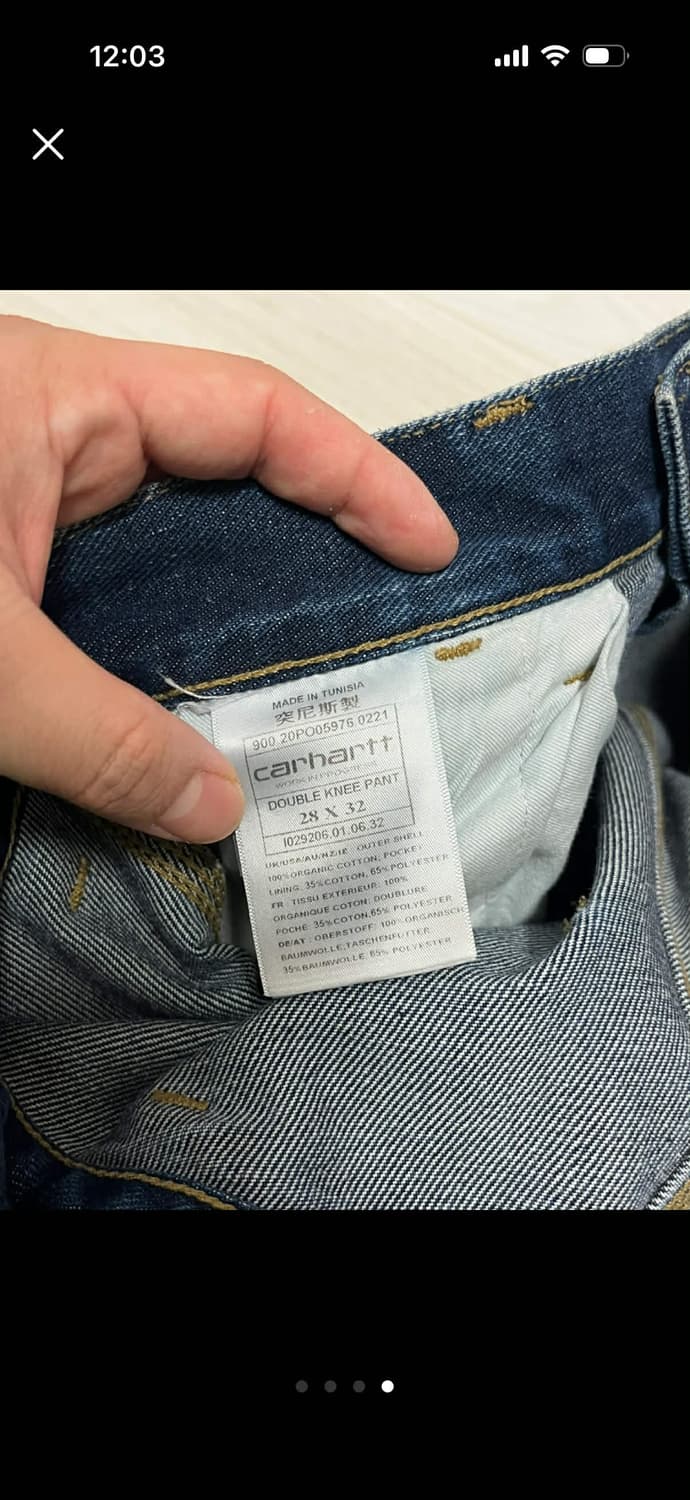 12:03
MADE IN TUNISIA
突尼斯製
900 20PO05976 0221
carhartt
WORK IN PROGRESS
DOUBLE KNEE PANT
28 X 32
I029206.01.06.32
UK/USA/AU/NZ/IE OUTER SHELL
100% ORGANIC COTTON; POCKET
LINING: 35%COTTON, 65%POLYESTER
FR: TISSU EXTERIEUR: 100%
ORGANIQUE COTON; DOUBLURE
POCHE: 35%COTON,65% POLYESTER
DE/AT: OBERSTOFF: 100% ORGANISCH
BAUMWOLLE,TASCHENFUTTER
35%BAUMWOLLE, 65% POLYESTER